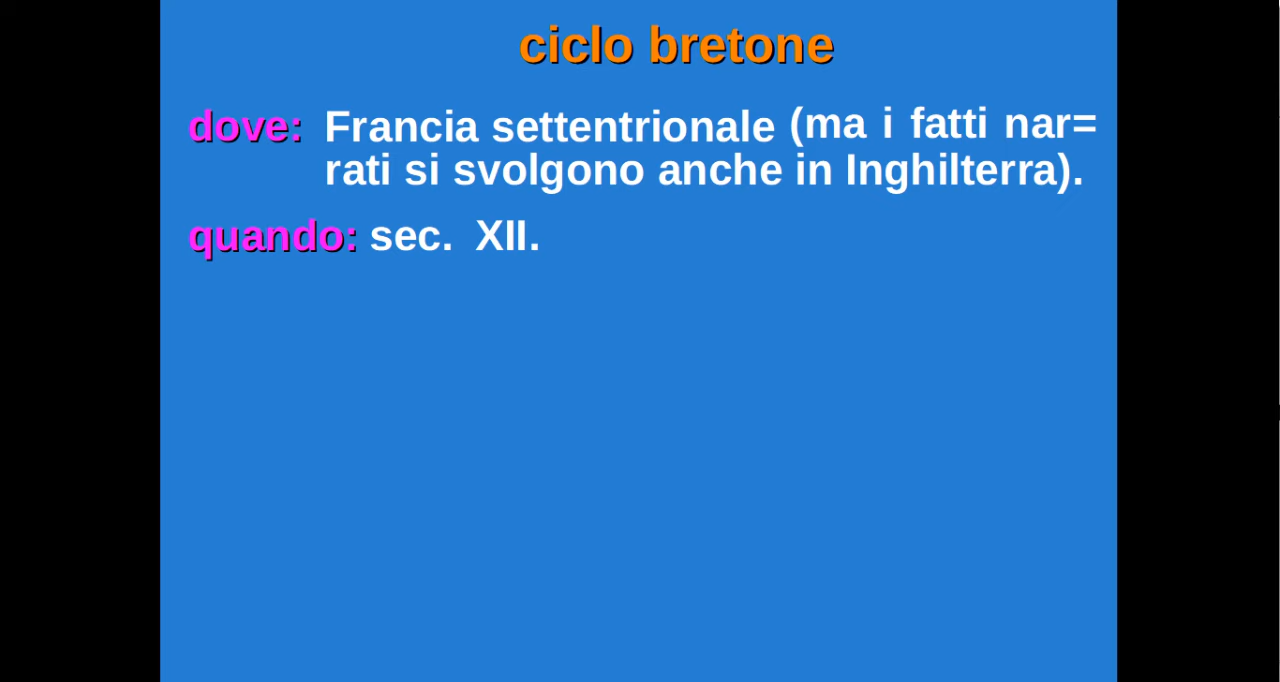 ciclo bretone
dove: Francia settentrionale (ma i fatti nar=
rati si svolgono anche in Inghilterra).
quando: sec. XII.